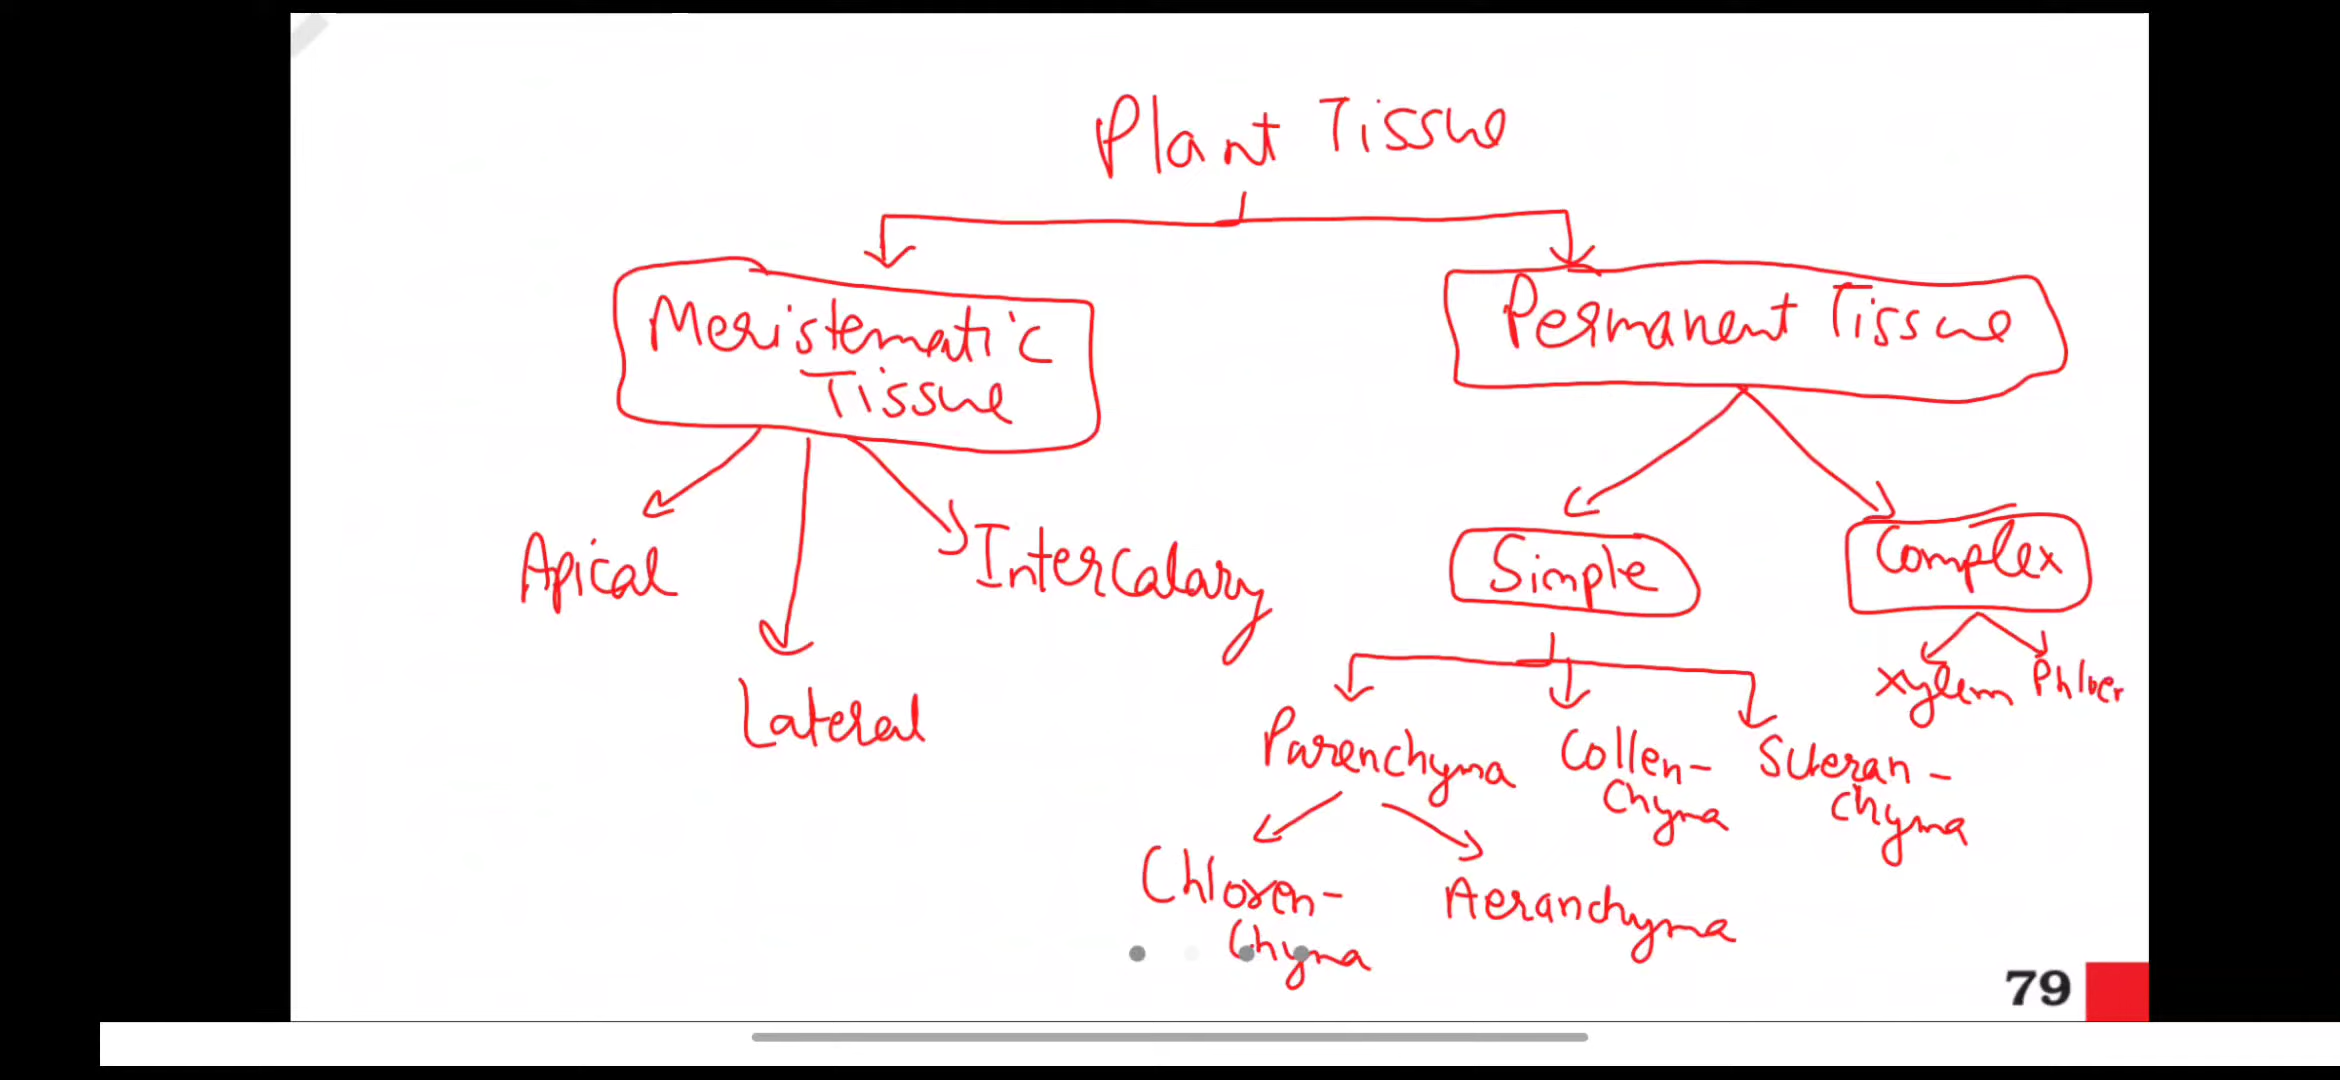 Plant Tissue
Meristematic
Tissue
Permanent Tissue
Apical
Lateral
Intercalary
Simple
Complex
Parenchyma
Collen-
chyma
Scleran-
chyma
Xylem
Phloem
Chloren-
chyma
Aeranchyma
79